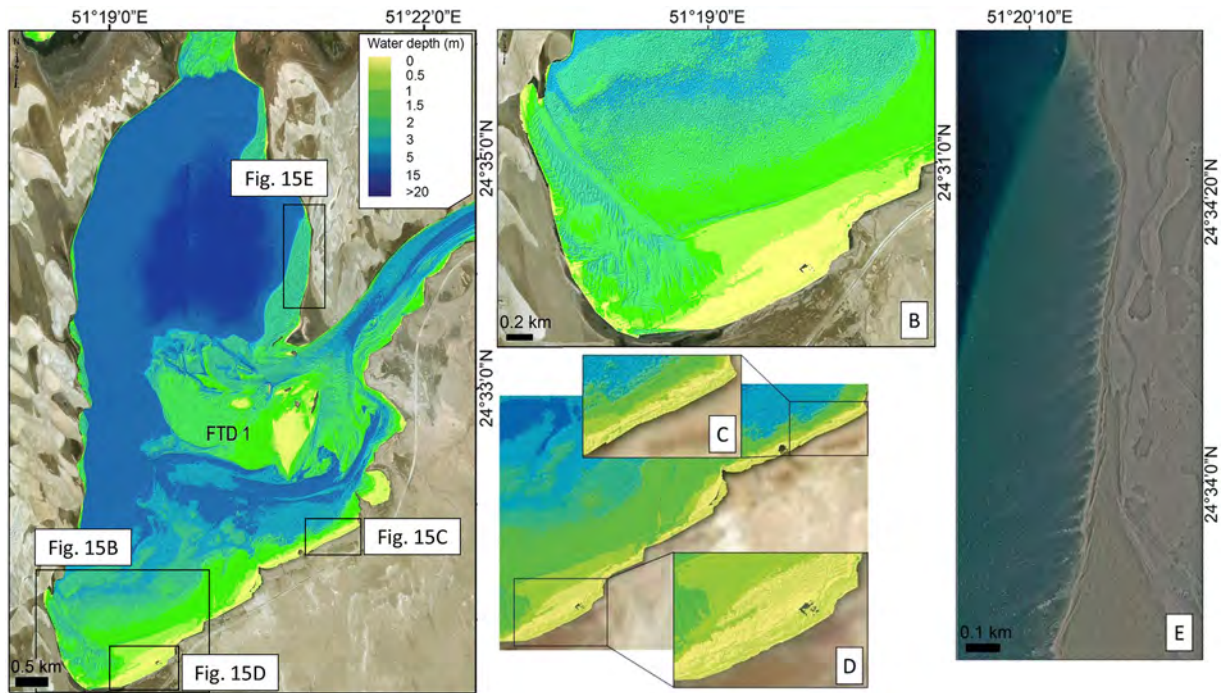 51°19'0"E
51°22'0"E
51°19'0"E
51°20'10"E
Water depth (m)
0
0.5
1
1.5
2
3
5
15
>20
Fig. 15E
24°35'0"N
24°33'0"N
FTD 1
Fig. 15B
Fig. 15C
Fig. 15D
0.5 km
24°31'0"N
0.2 km
B
C
D
24°34'20"N
24°34'0"N
0.1 km
E